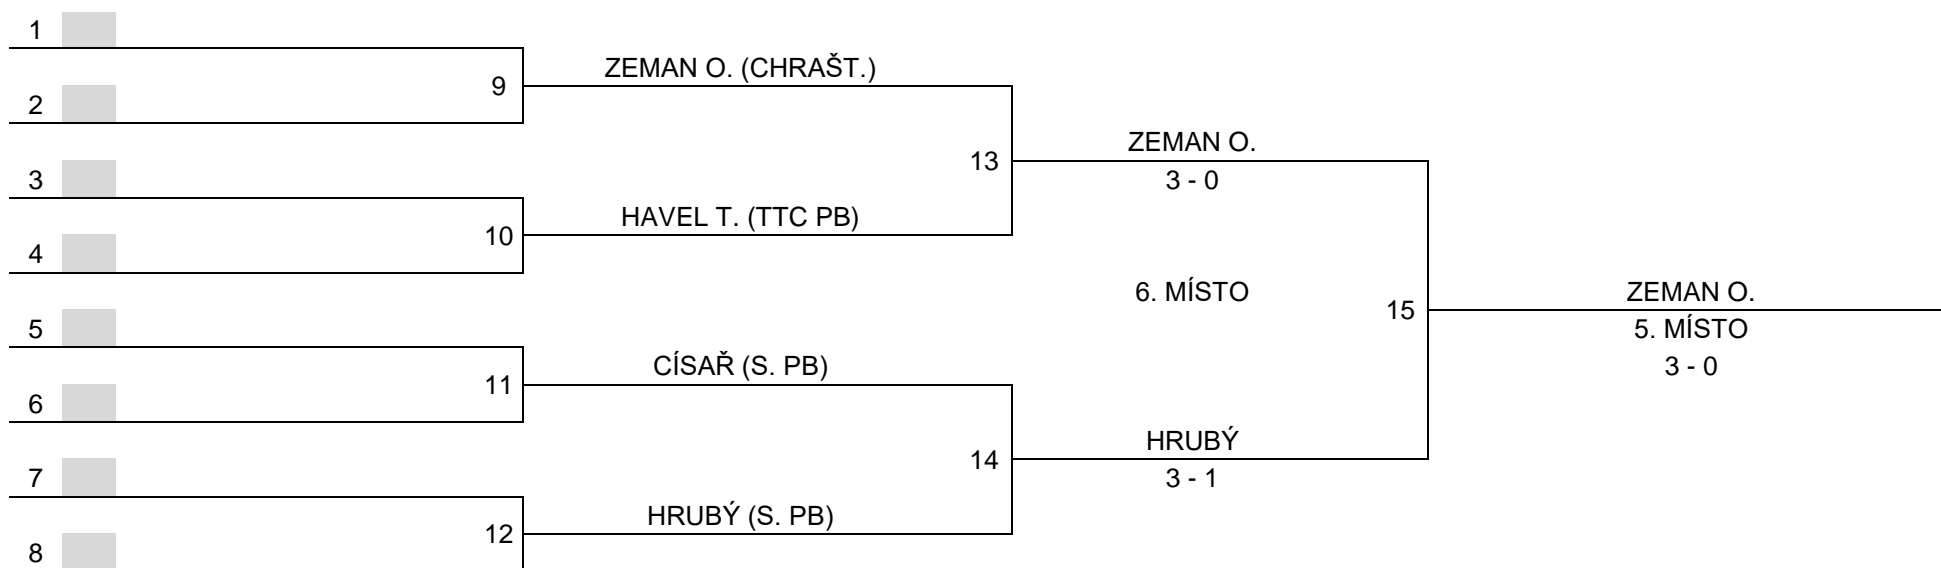 1
ZEMAN O. (CHRAŠT.)
9
2
ZEMAN O.
13
3
3 - 0
HAVEL T. (TTC PB)
10
4
6. MÍSTO
ZEMAN O.
15
5
5. MÍSTO
CÍSAŘ (S. PB)
3 - 0
11
6
HRUBÝ
14
7
3 - 1
HRUBÝ (S. PB)
12
8